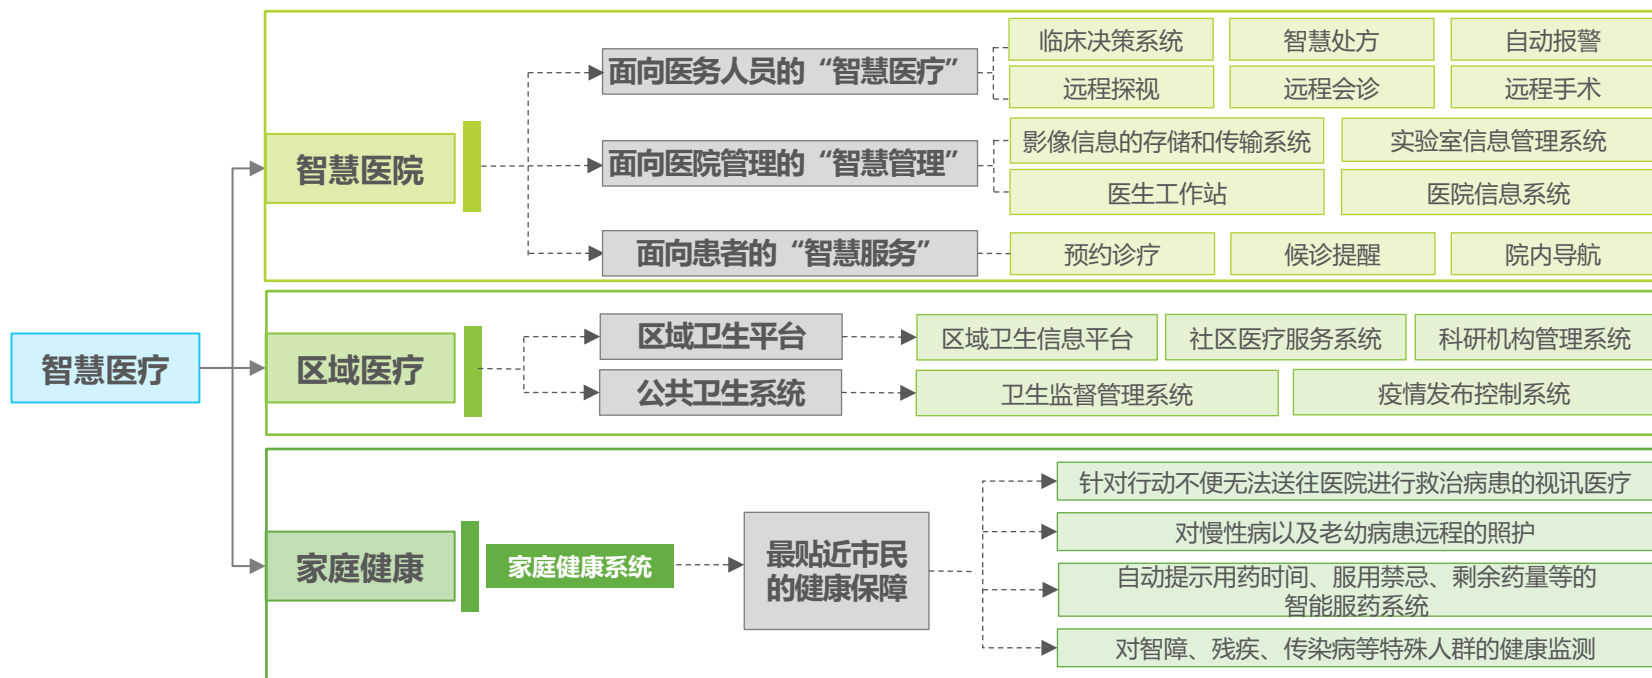 智慧医疗
智慧医院
面向医务人员的“智慧医疗”
临床决策系统
智慧处方
自动报警
远程探视
远程会诊
远程手术
面向医院管理的“智慧管理”
影像信息的存储和传输系统
实验室信息管理系统
医生工作站
医院信息系统
面向患者的“智慧服务”
预约诊疗
候诊提醒
院内导航
区域医疗
区域卫生平台
区域卫生信息平台
社区医疗服务系统
科研机构管理系统
公共卫生系统
卫生监督管理系统
疫情发布控制系统
家庭健康
家庭健康系统
最贴近市民
的健康保障
针对行动不便无法送往医院进行救治病患的视讯医疗
对慢性病以及老幼病患远程的照护
自动提示用药时间、服用禁忌、剩余药量等的
智能服药系统
对智障、残疾、传染病等特殊人群的健康监测